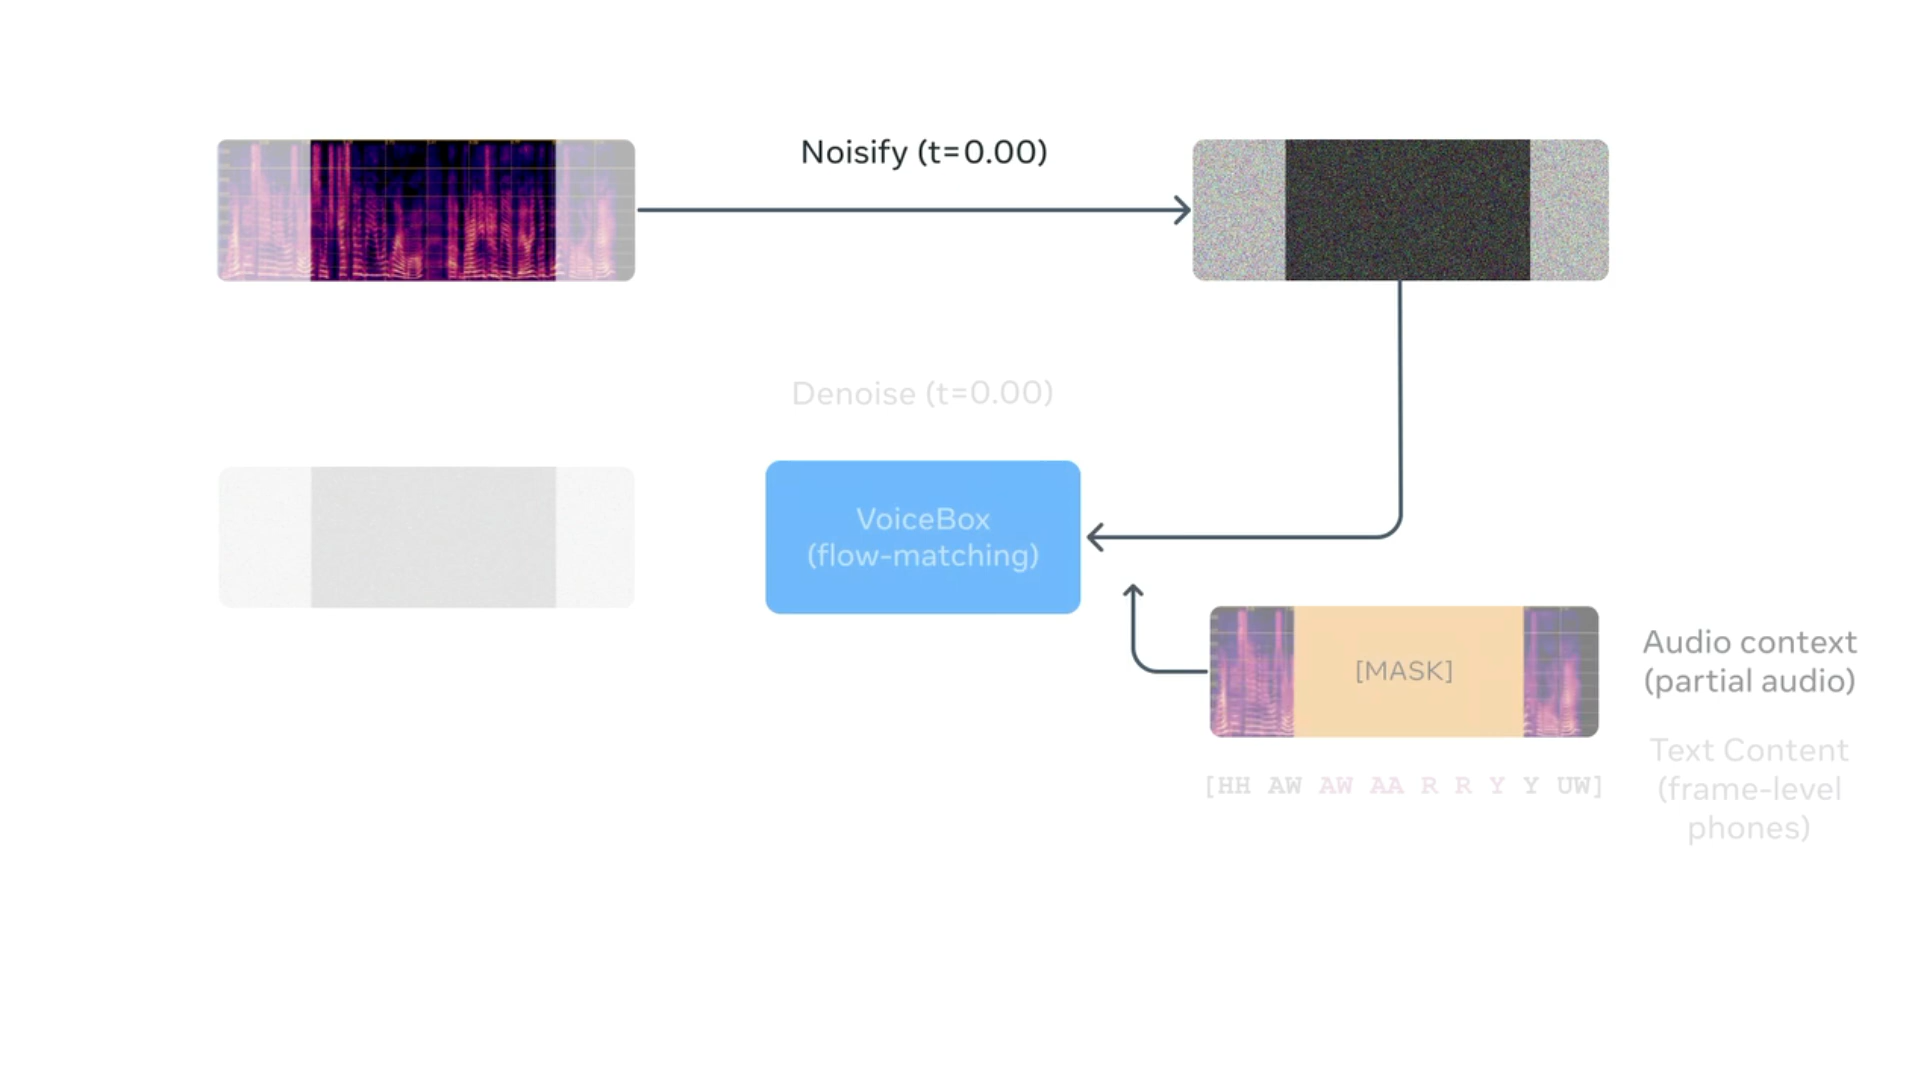 Noisify (t=0.00)
Denoise (t=0.00)
VoiceBox
(flow-matching)
[MASK]
Audio context
(partial audio)
[HH AW AW AA R R Y Y UW]
Text Content
(frame-level
phones)